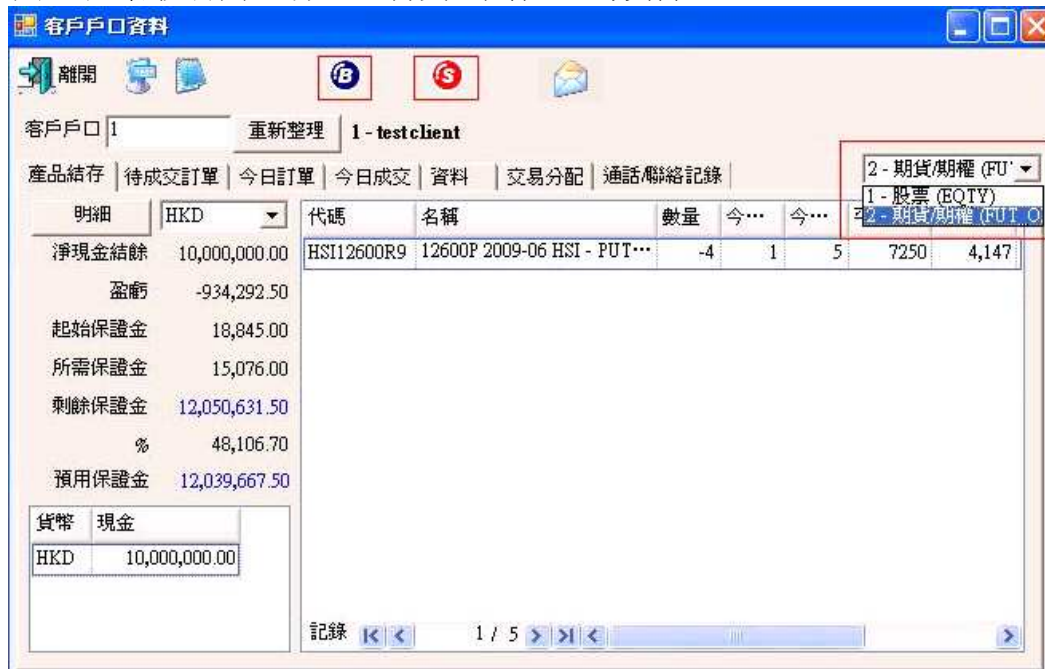 客戶戶口資料
離開
B
S
客戶戶口 1 重新整理 1 - test client
產品結存 待成交訂單 今日訂單 今日成交 資料 交易分配 通話/聯絡記錄
2 - 期貨/期權 (FU'
1 - 股票 (EQTY)
2 - 期貨/期權 (FUT_O
明細 HKD
淨現金結餘 10,000,000.00
盈虧 -934,292.50
起始保證金 18,845.00
所需保證金 15,076.00
剩餘保證金 12,050,631.50
% 48,106.70
預用保證金 12,039,667.50
貨幣 現金
HKD 10,000,000.00
代碼 名稱 數量 今… 今…
HSI12600R9 12600P 2009-06 HSI - PUT… -4 1 5 7250 4,147
記錄 1 / 5